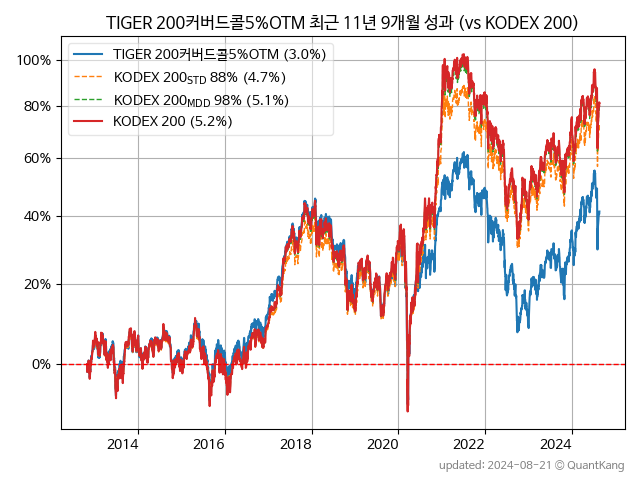 TIGER 200커버드콜5%OTM 최근 11년 9개월 성과 (vs KODEX 200)
TIGER 200커버드콜5%OTM (3.0%)
KODEX 200STD 88% (4.7%)
KODEX 200MDD 98% (5.1%)
KODEX 200 (5.2%)
100%
80%
60%
40%
20%
0%
2014 2016 2018 2020 2022 2024
updated: 2024-08-21 © QuantKang